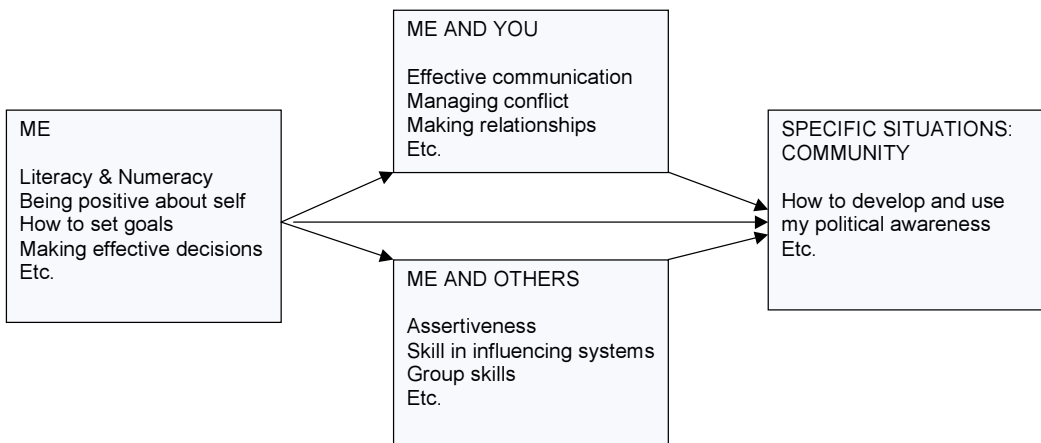 ME AND YOU
Effective communication
Managing conflict
Making relationships
Etc.
ME
Literacy & Numeracy
Being positive about self
How to set goals
Making effective decisions
Etc.
SPECIFIC SITUATIONS:
COMMUNITY
How to develop and use
my political awareness
Etc.
ME AND OTHERS
Assertiveness
Skill in influencing systems
Group skills
Etc.